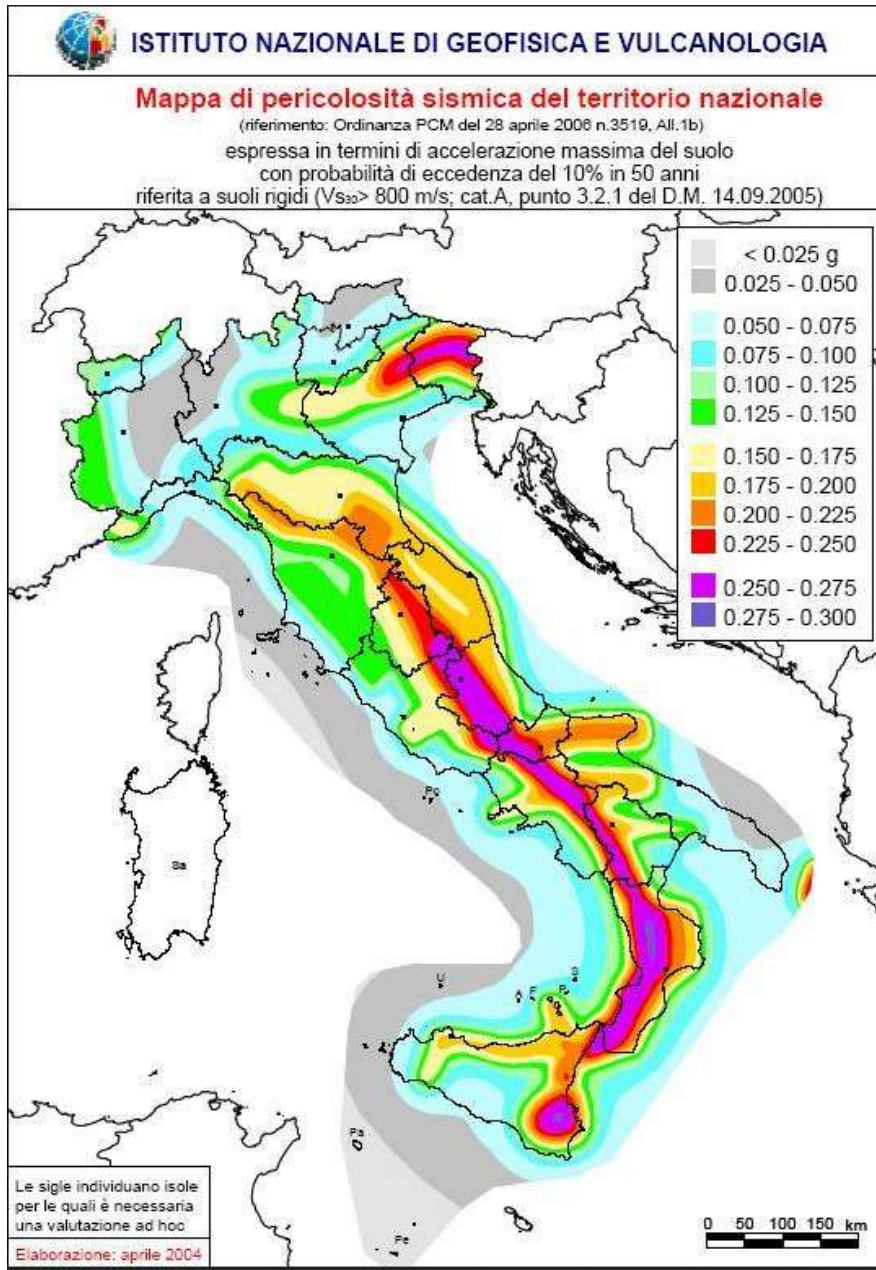 ISTITUTO NAZIONALE DI GEOFISICA E VULCANOLOGIA
Mappa di pericolosità sismica del territorio nazionale
(riferimento: Ordinanza PCM del 28 aprile 2006 n.3519, All.1b)
espressa in termini di accelerazione massima del suolo
con probabilità di eccedenza del 10% in 50 anni
riferita a suoli rigidi (Vs30> 800 m/s; cat.A, punto 3.2.1 del D.M. 14.09.2005)
< 0.025 g
0.025 - 0.050
0.050 - 0.075
0.075 - 0.100
0.100 - 0.125
0.125 - 0.150
0.150 - 0.175
0.175 - 0.200
0.200 - 0.225
0.225 - 0.250
0.250 - 0.275
0.275 - 0.300
Po
Sa
U
S
A
F
P
Pa
Pe
Le sigle individuano isole
per le quali è necessaria
una valutazione ad hoc
Elaborazione: aprile 2004
0 50 100 150 km